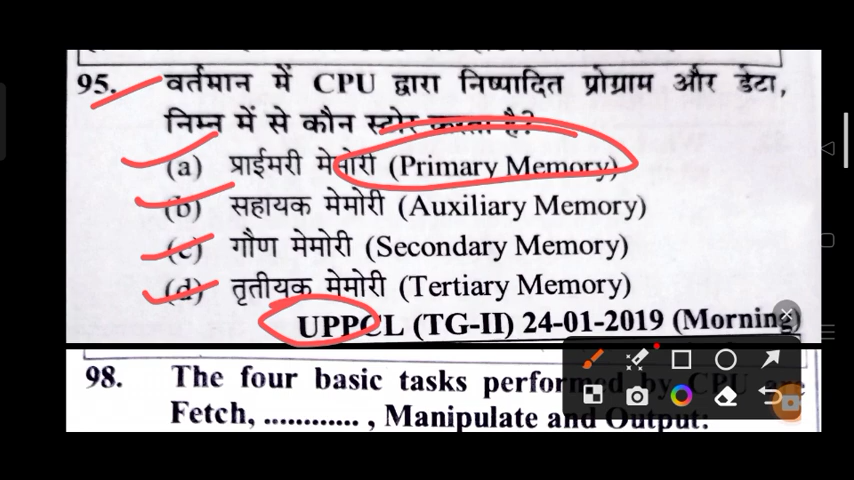 95. वर्तमान में CPU द्वारा निष्पादित प्रोग्राम और डेटा,
निम्न में से कौन स्टोर करता है?
(a) प्राईमरी मेमोरी (Primary Memory)
(b) सहायक मेमोरी (Auxiliary Memory)
(c) गौण मेमोरी (Secondary Memory)
(d) तृतीयक मेमोरी (Tertiary Memory)
UPPCL (TG-II) 24-01-2019 (Morning)
98. The four basic tasks performed by CPU are
Fetch, ............ , Manipulate and Output: